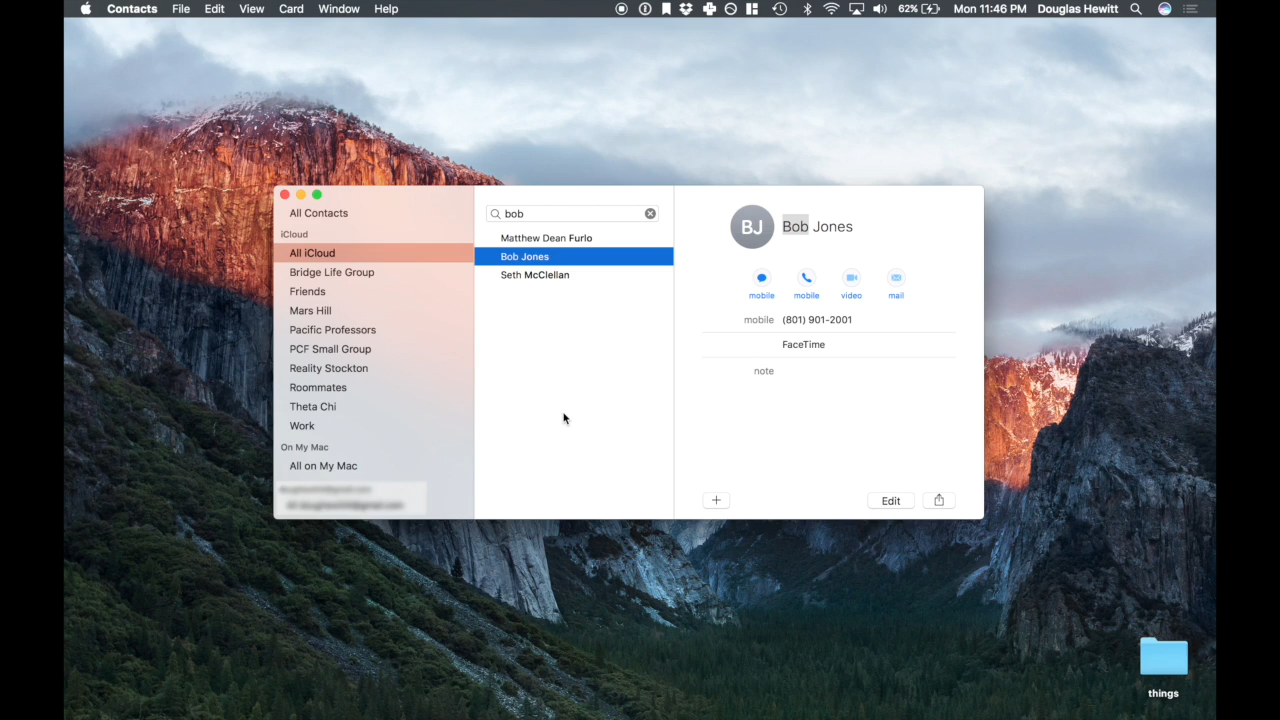 Contacts File Edit View Card Window Help 62% Mon 11:46 PM Douglas Hewitt
All Contacts
iCloud
All iCloud
Bridge Life Group
Friends
Mars Hill
Pacific Professors
PCF Small Group
Reality Stockton
Roommates
Theta Chi
Work
On My Mac
All on My Mac
bob
Matthew Dean Furlo
Bob Jones
Seth McClellan
BJ Bob Jones
mobile mobile video mail
mobile (801) 901-2001
FaceTime
note
Edit
things